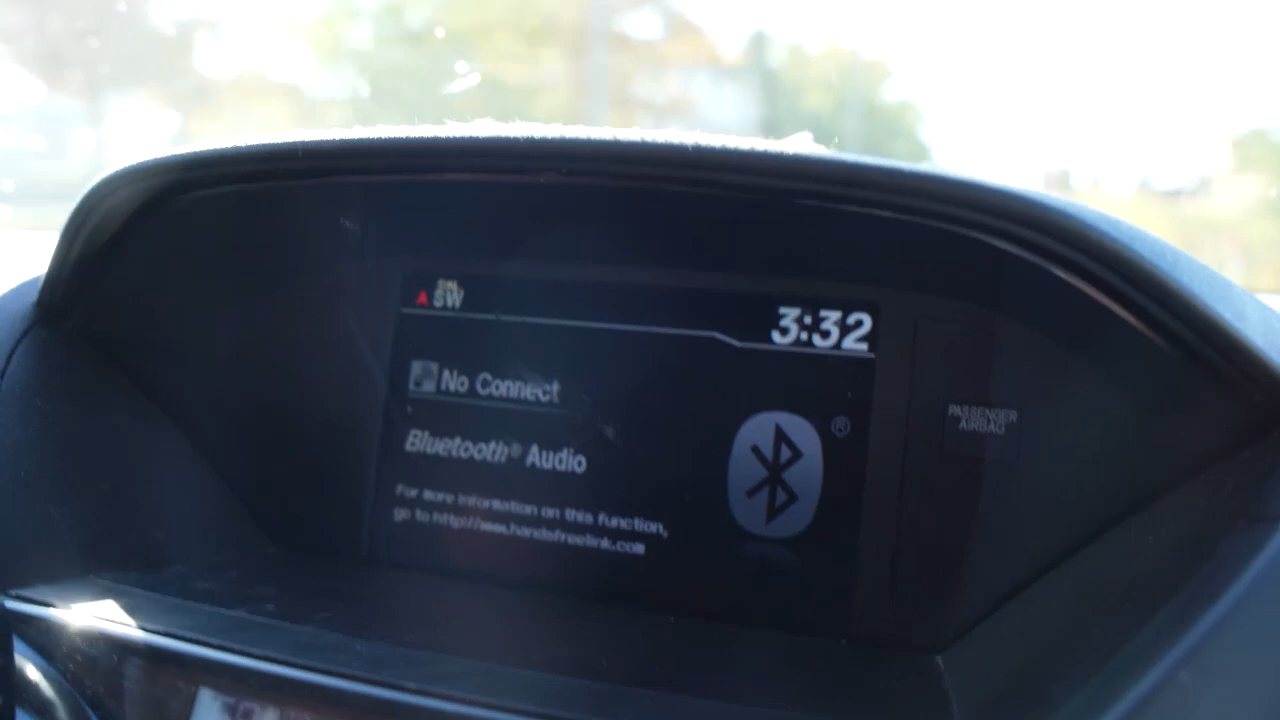 SW
3:32
No Connect
Bluetooth® Audio
®
For more information on this function,
go to http://www.handsfreelink.com
PASSENGER
AIRBAG